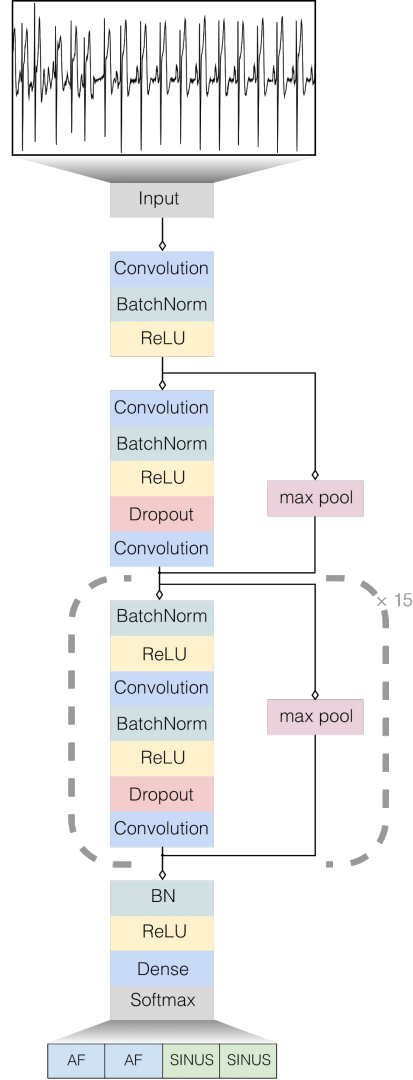 Input
Convolution
BatchNorm
ReLU
Convolution
BatchNorm
ReLU
Dropout
Convolution
max pool
× 15
BatchNorm
ReLU
Convolution
BatchNorm
ReLU
Dropout
Convolution
max pool
BN
ReLU
Dense
Softmax
AF AF SINUS SINUS